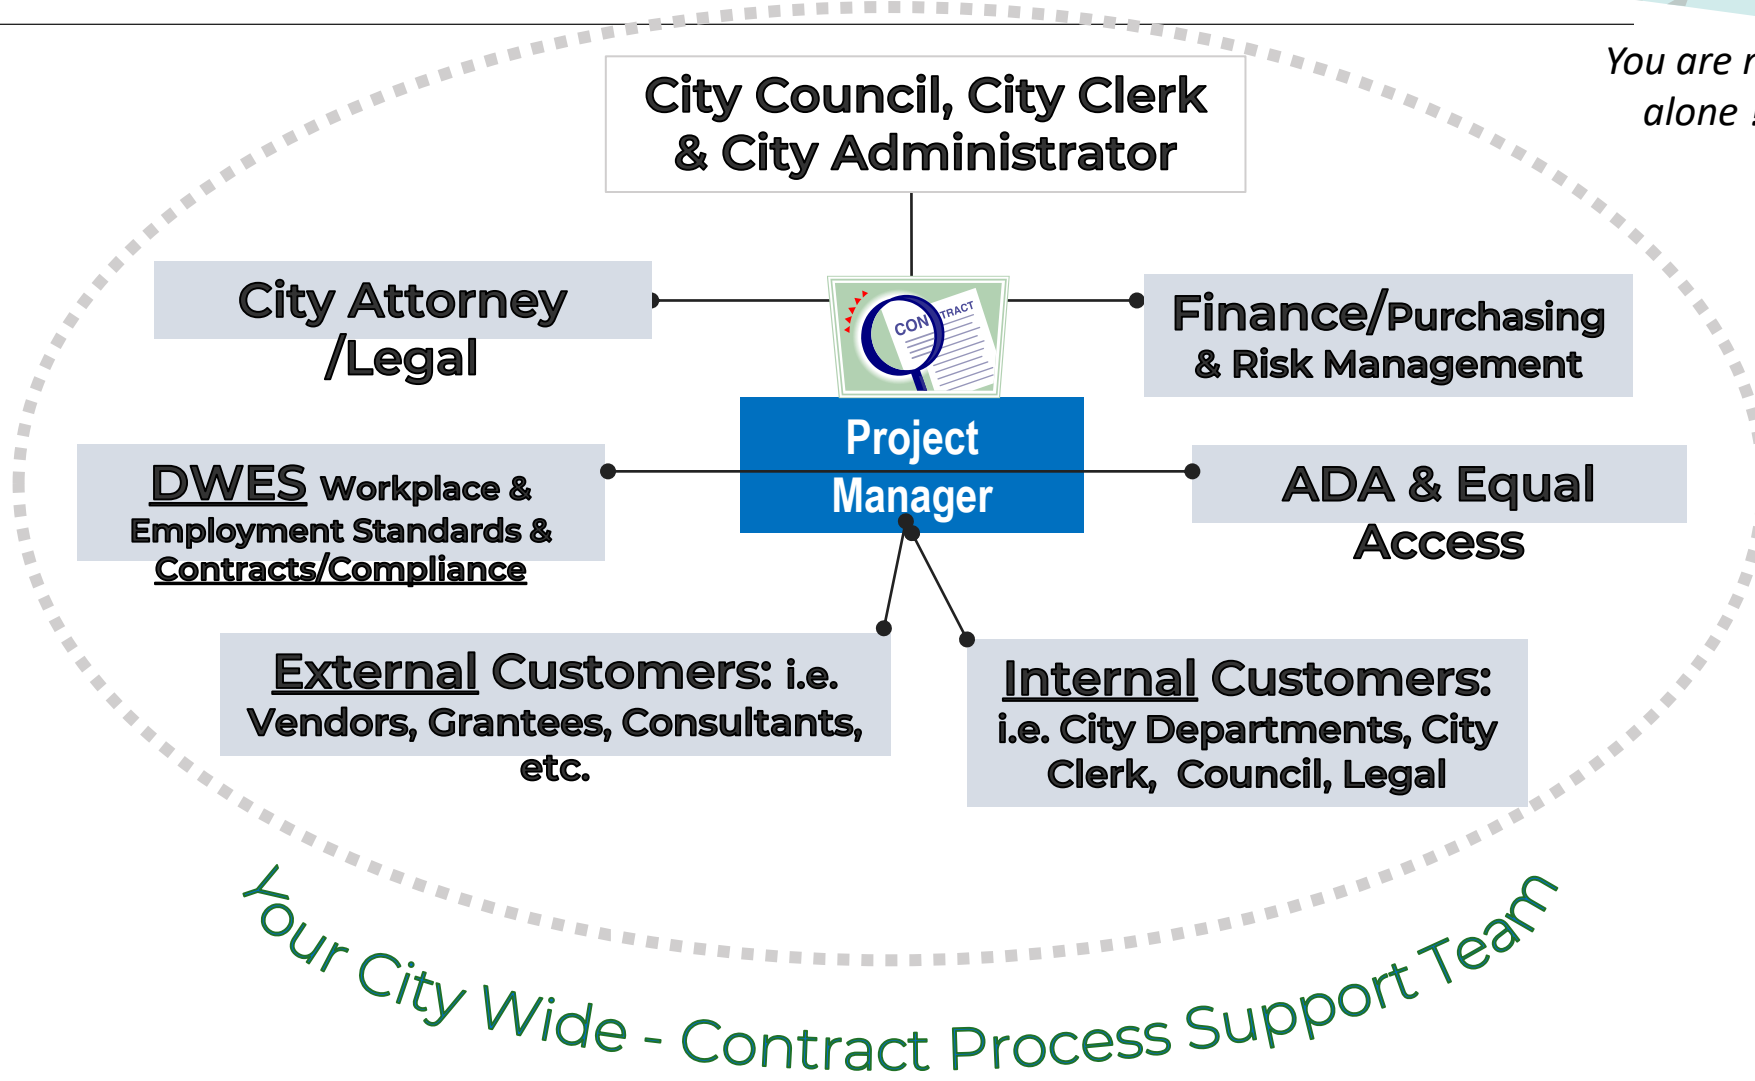 You are
alone
City Council, City Clerk
& City Administrator
City Attorney
/Legal
CONTRACT
Finance/Purchasing
& Risk Management
Project
Manager
DWES Workplace &
Employment Standards &
Contracts/Compliance
ADA & Equal
Access
External Customers: i.e.
Vendors, Grantees, Consultants,
etc.
Internal Customers:
i.e. City Departments, City
Clerk, Council, Legal
Your City Wide - Contract Process Support Team